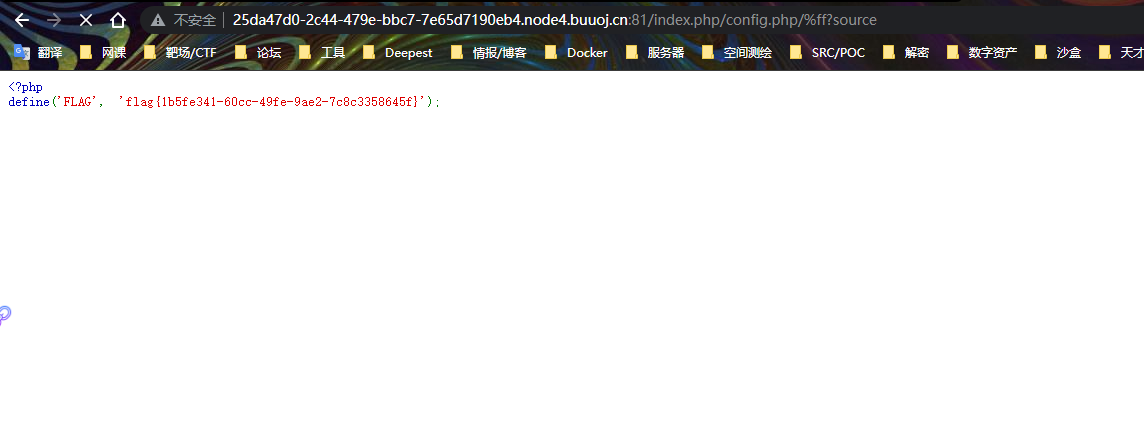 不安全 25da47d0-2c44-479e-bbc7-7e65d7190eb4.node4.buuoj.cn:81/index.php/config.php/%ff?source
翻译 网课 靶场/CTF 论坛 工具 Deepest 情报/博客 Docker 服务器 空间测绘 SRC/POC 解密 数字资产 沙盒 天才
<?php
define('FLAG', 'flag{1b5fe341-60cc-49fe-9ae2-7c8c3358645f}');